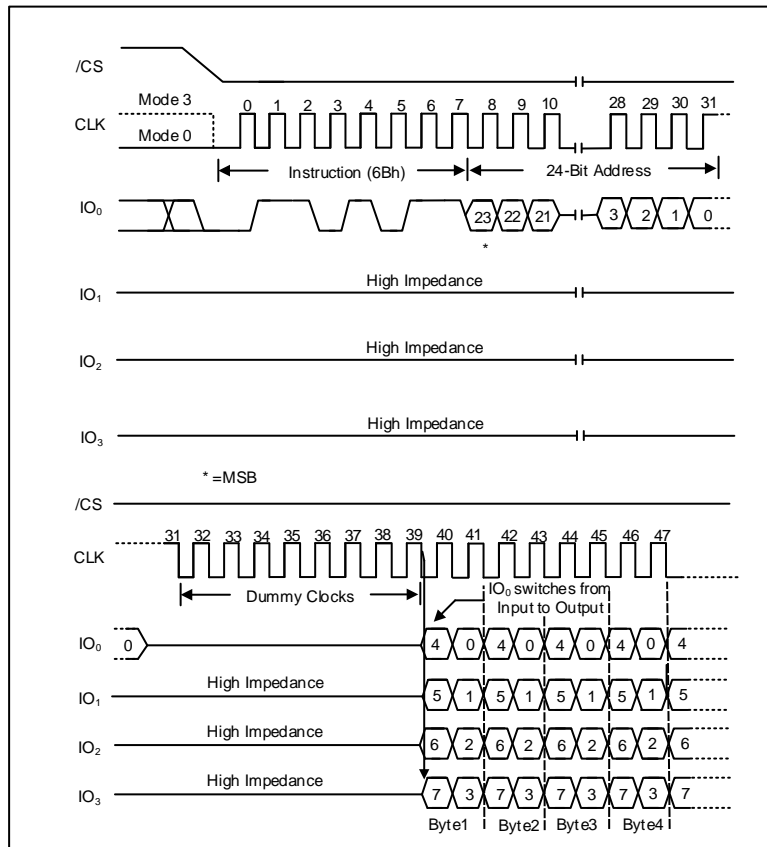 /CS
Mode 3
0 1 2 3 4 5 6 7 8 9 10 28 29 30 31
CLK
Mode 0
Instruction (6Bh) 24-Bit Address
IO₀ 23 22 21 3 2 1 0
*
High Impedance
IO₁
High Impedance
IO₂
High Impedance
IO₃
* =MSB
/CS
31 32 33 34 35 36 37 38 39 40 41 42 43 44 45 46 47
CLK
Dummy Clocks
IO₀ switches from
Input to Output
IO₀ 0 4 0 4 0 4 0 4 0 4
High Impedance
IO₁ 5 1 5 1 5 1 5 1 5
High Impedance
IO₂ 6 2 6 2 6 2 6 2 6
High Impedance
IO₃ 7 3 7 3 7 3 7 3 7
Byte1 Byte2 Byte3 Byte4